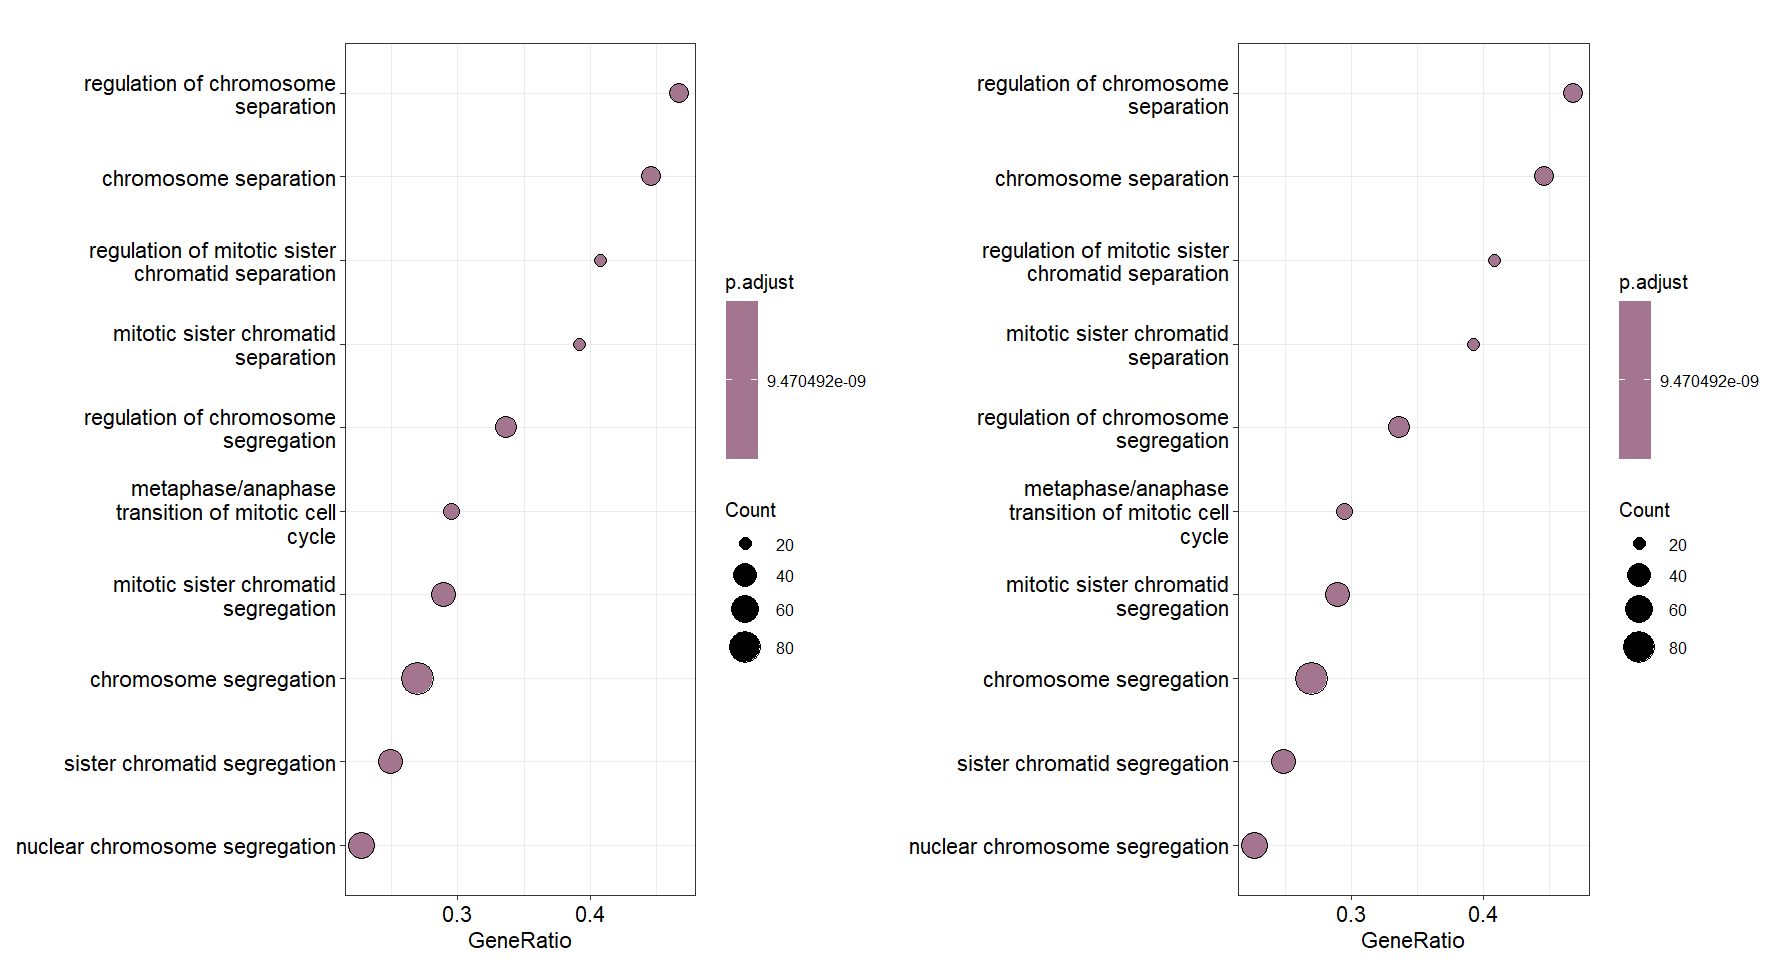 regulation of chromosome
separation
chromosome separation
regulation of mitotic sister
chromatid separation
mitotic sister chromatid
separation
regulation of chromosome
segregation
metaphase/anaphase
transition of mitotic cell
cycle
mitotic sister chromatid
segregation
chromosome segregation
sister chromatid segregation
nuclear chromosome segregation
0.3
0.4
GeneRatio
p.adjust
9.470492e-09
Count
20
40
60
80
regulation of chromosome
separation
chromosome separation
regulation of mitotic sister
chromatid separation
mitotic sister chromatid
separation
regulation of chromosome
segregation
metaphase/anaphase
transition of mitotic cell
cycle
mitotic sister chromatid
segregation
chromosome segregation
sister chromatid segregation
nuclear chromosome segregation
0.3
0.4
GeneRatio
p.adjust
9.470492e-09
Count
20
40
60
80